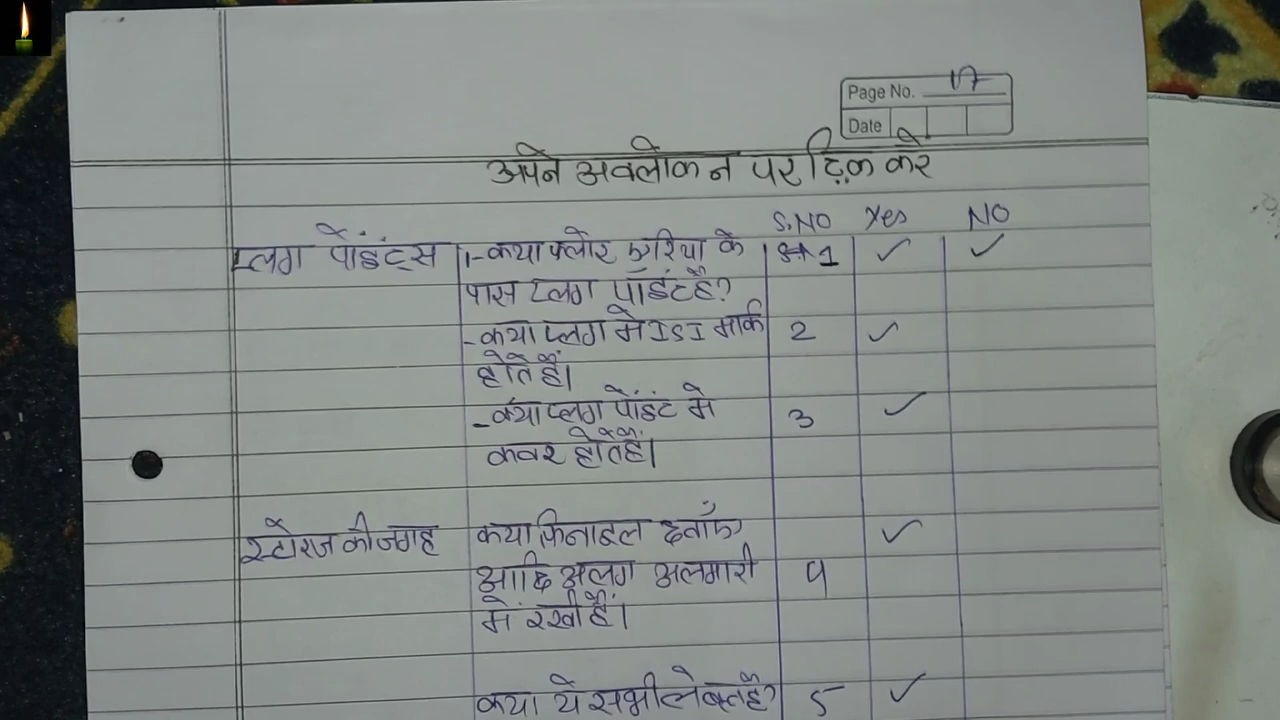 Page No. 17
Date
अपने अवलोकन पर टिक करे
S.NO Yes NO
प्लग पॉइंट्स 1-क्या फ्लोर एरिया के 1 ✓ ✓
पास प्लग पॉइंट है?
-क्या प्लग मे ISI मार्क 2 ✓
होते हैं।
-क्या प्लग पॉइंट मे 3 ✓
कवर होते हैं।
स्टोरेज की जगह क्या फिनाइल दवाँए ✓
आदि अलग अलमारी 4
में रखी हैं।
क्या ये सभी लेबल है? 5 ✓